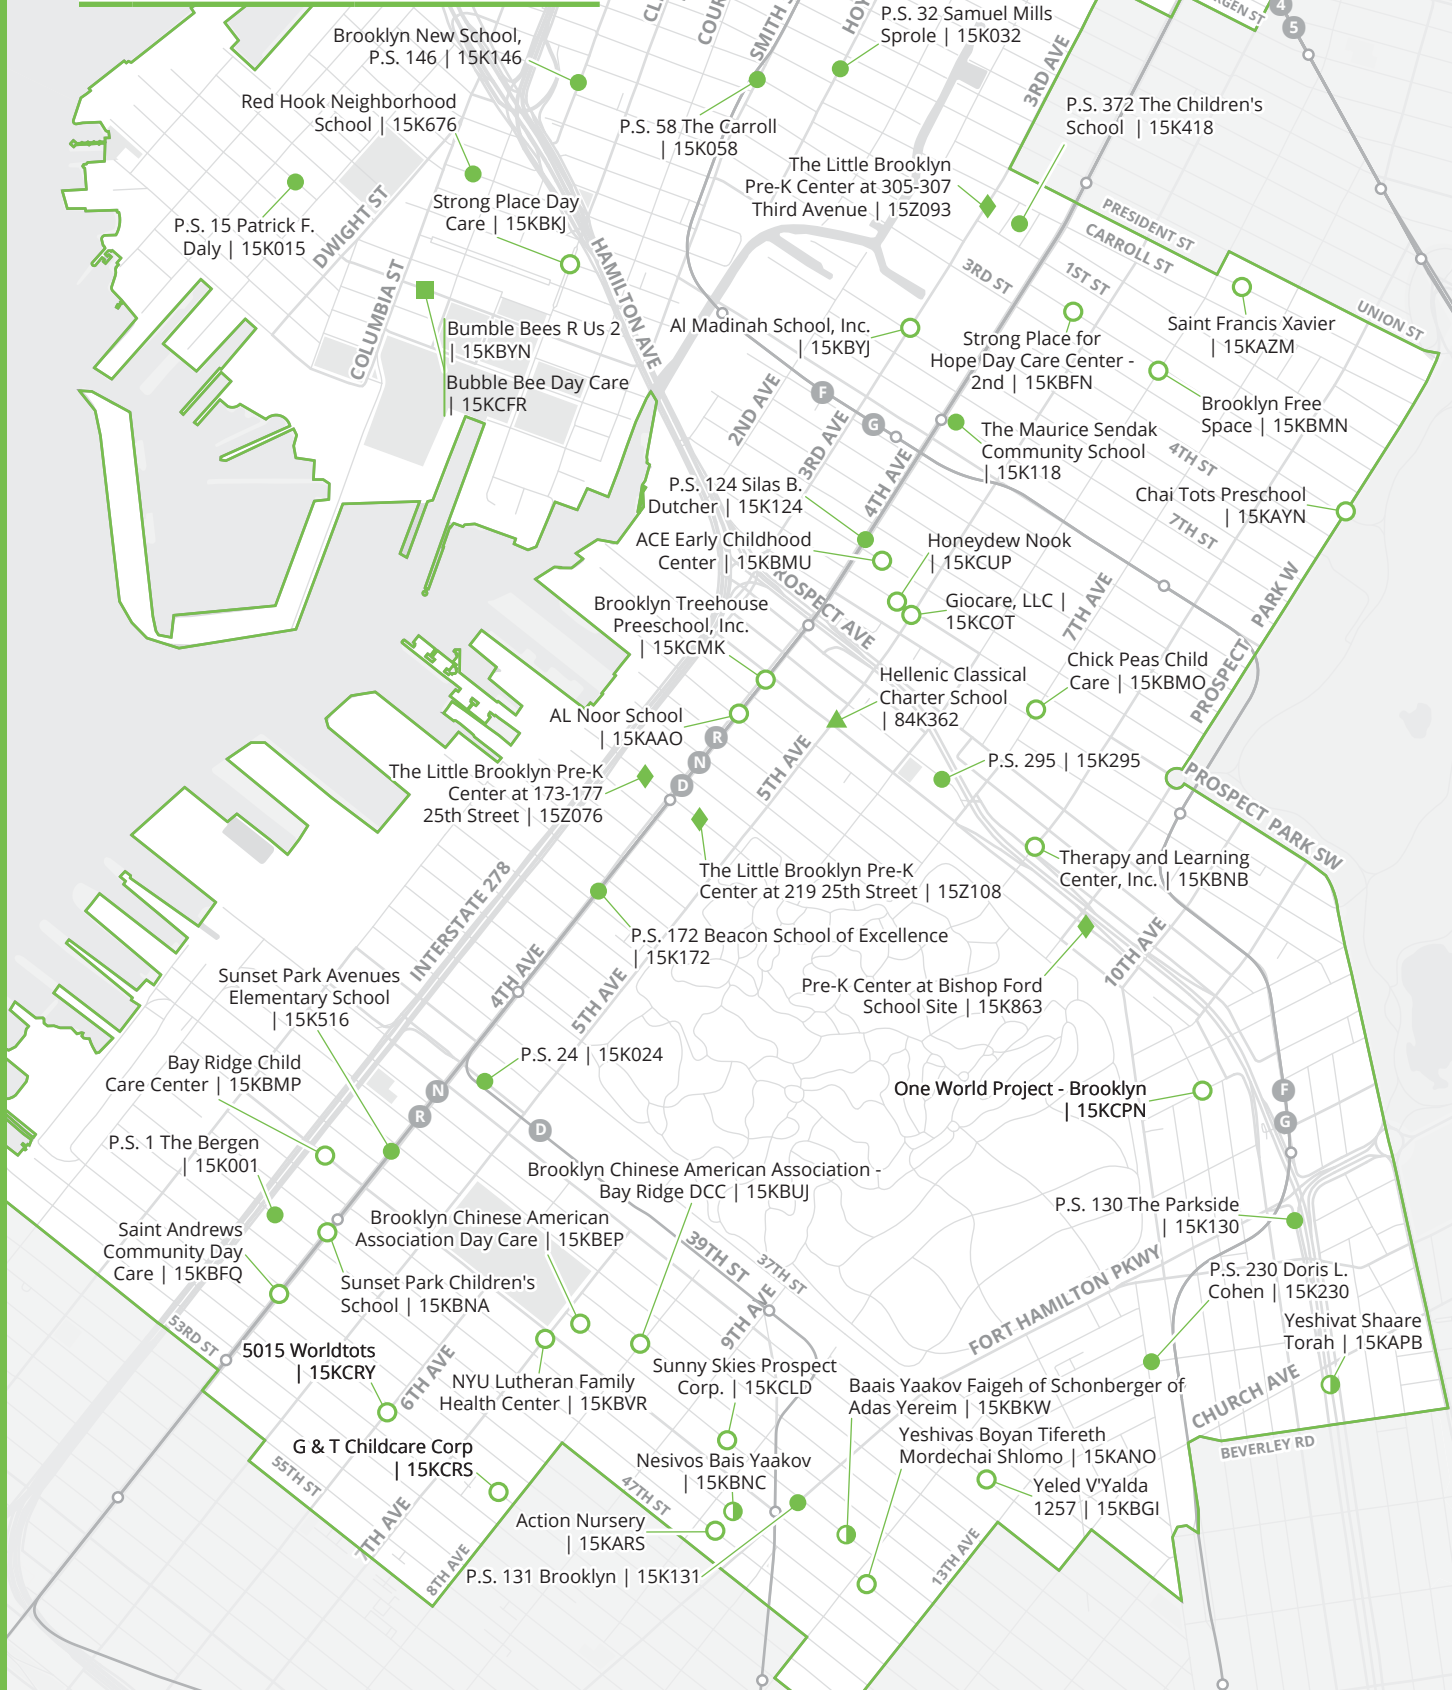 Brooklyn New School,
P.S. 146 | 15K146
COUR
SMITH S
HOY
P.S. 32 Samuel Mills
Sprole | 15K032
RGEN ST
4
5
3RD AVE
Red Hook Neighborhood
School | 15K676
P.S. 58 The Carroll
| 15K058
P.S. 372 The Children's
School | 15K418
The Little Brooklyn
Pre-K Center at 305-307
Third Avenue | 15Z093
P.S. 15 Patrick F.
Daly | 15K015
DWIGHT ST
Strong Place Day
Care | 15KBKJ
HAMILTON AVE
COLUMBIA ST
PRESIDENT ST
CARROLL ST
3RD ST
1ST ST
UNION ST
Bumble Bees R Us 2
| 15KBYN
Bubble Bee Day Care
| 15KCFR
Al Madinah School, Inc.
| 15KBYJ
Strong Place for
Hope Day Care Center -
2nd | 15KBFN
Saint Francis Xavier
| 15KAZM
Brooklyn Free
Space | 15KBMN
F
G
2ND AVE
3RD AVE
4TH AVE
The Maurice Sendak
Community School
| 15K118
4TH ST
7TH ST
Chai Tots Preschool
| 15KAYN
P.S. 124 Silas B.
Dutcher | 15K124
ACE Early Childhood
Center | 15KBMU
Honeydew Nook
| 15KCUP
Giocare, LLC |
15KCOT
ROSPECT AVE
7TH AVE
PROSPECT PARK W
Brooklyn Treehouse
Preeschool, Inc.
| 15KCMK
Hellenic Classical
Charter School
| 84K362
Chick Peas Child
Care | 15KBMO
AL Noor School
| 15KAAO
R
N
D
5TH AVE
P.S. 295 | 15K295
The Little Brooklyn Pre-K
Center at 173-177
25th Street | 15Z076
PROSPECT PARK SW
The Little Brooklyn Pre-K
Center at 219 25th Street | 15Z108
Therapy and Learning
Center, Inc. | 15KBNB
INTERSTATE 278
P.S. 172 Beacon School of Excellence
| 15K172
4TH AVE
5TH AVE
10TH AVE
Sunset Park Avenues
Elementary School
| 15K516
Pre-K Center at Bishop Ford
School Site | 15K863
P.S. 24 | 15K024
Bay Ridge Child
Care Center | 15KBMP
N
R
D
One World Project - Brooklyn
| 15KCPN
F
G
P.S. 1 The Bergen
| 15K001
Brooklyn Chinese American Association -
Bay Ridge DCC | 15KBUJ
Saint Andrews
Community Day
Care | 15KBFQ
Brooklyn Chinese American
Association Day Care | 15KBEP
P.S. 130 The Parkside
| 15K130
39TH ST
37TH ST
9TH AVE
FORT HAMILTON PKWY
Sunset Park Children's
School | 15KBNA
P.S. 230 Doris L.
Cohen | 15K230
Yeshivat Shaare
Torah | 15KAPB
53RD ST
5015 Worldtots
| 15KCRY
6TH AVE
NYU Lutheran Family
Health Center | 15KBVR
Sunny Skies Prospect
Corp. | 15KCLD
Baais Yaakov Faigeh of Schonberger of
Adas Yereim | 15KBKW
CHURCH AVE
BEVERLEY RD
G & T Childcare Corp
| 15KCRS
Yeshivas Boyan Tifereth
Mordechai Shlomo | 15KANO
Nesivos Bais Yaakov
| 15KBNC
Yeled V'Yalda
1257 | 15KBGI
55TH ST
47TH ST
7TH AVE
8TH AVE
13TH AVE
Action Nursery
| 15KARS
P.S. 131 Brooklyn | 15K131